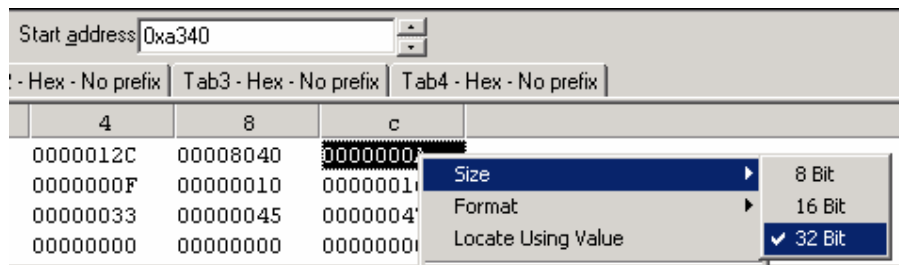 Start address 0xa340
- Hex - No prefix Tab3 - Hex - No prefix Tab4 - Hex - No prefix
4 8 c
0000012C 00008040
0000000F 00000010
00000033 00000045
00000000 00000000
Size
Format
Locate Using Value
8 Bit
16 Bit
32 Bit